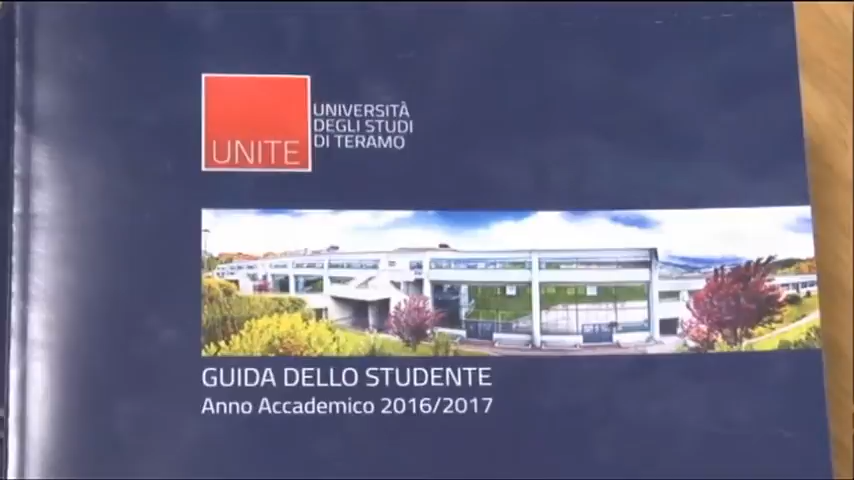 UNITE
UNIVERSITÀ
DEGLI STUDI
DI TERAMO
GUIDA DELLO STUDENTE
Anno Accademico 2016/2017